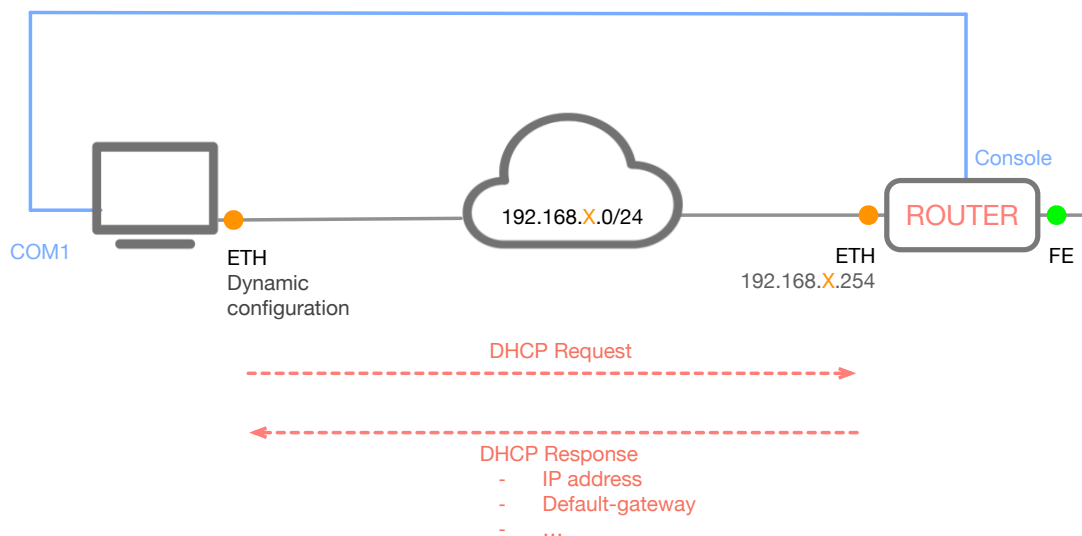 Console
192.168.X.0/24
ROUTER
COM1
ETH
Dynamic
configuration
ETH
192.168.X.254
FE
DHCP Request
DHCP Response
- IP address
- Default-gateway
- ...